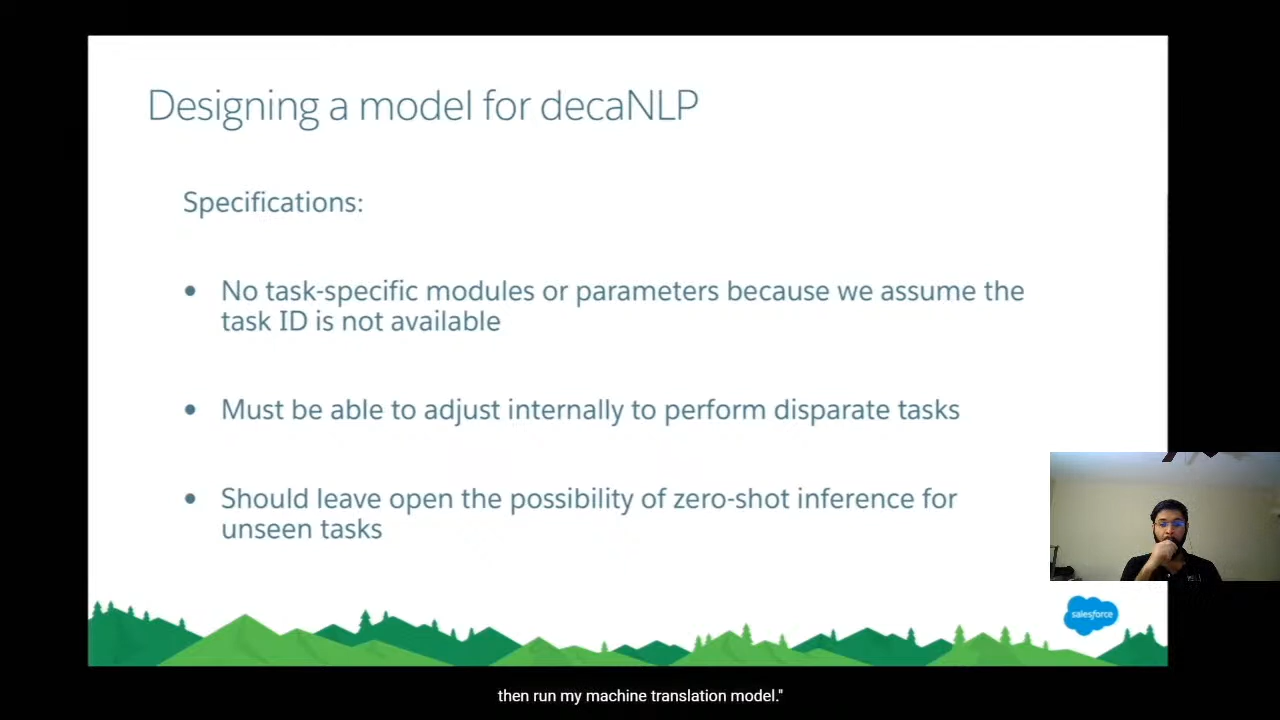 Designing a model for decaNLP
Specifications:
• No task-specific modules or parameters because we assume the
task ID is not available
• Must be able to adjust internally to perform disparate tasks
• Should leave open the possibility of zero-shot inference for
unseen tasks
salesforce
then run my machine translation model."